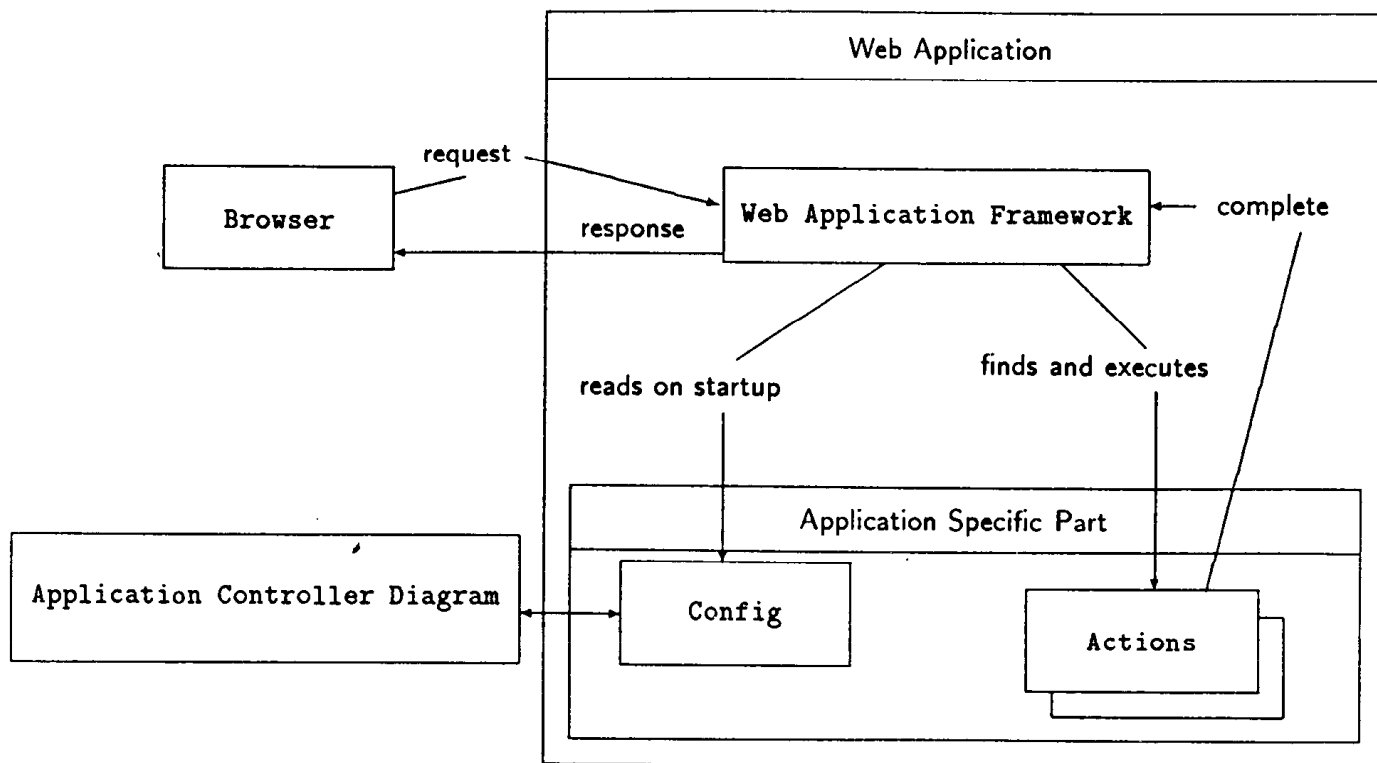 Web Application
request
Browser
Web Application Framework
complete
response
finds and executes
reads on startup
Application Specific Part
Application Controller Diagram
Config
Actions